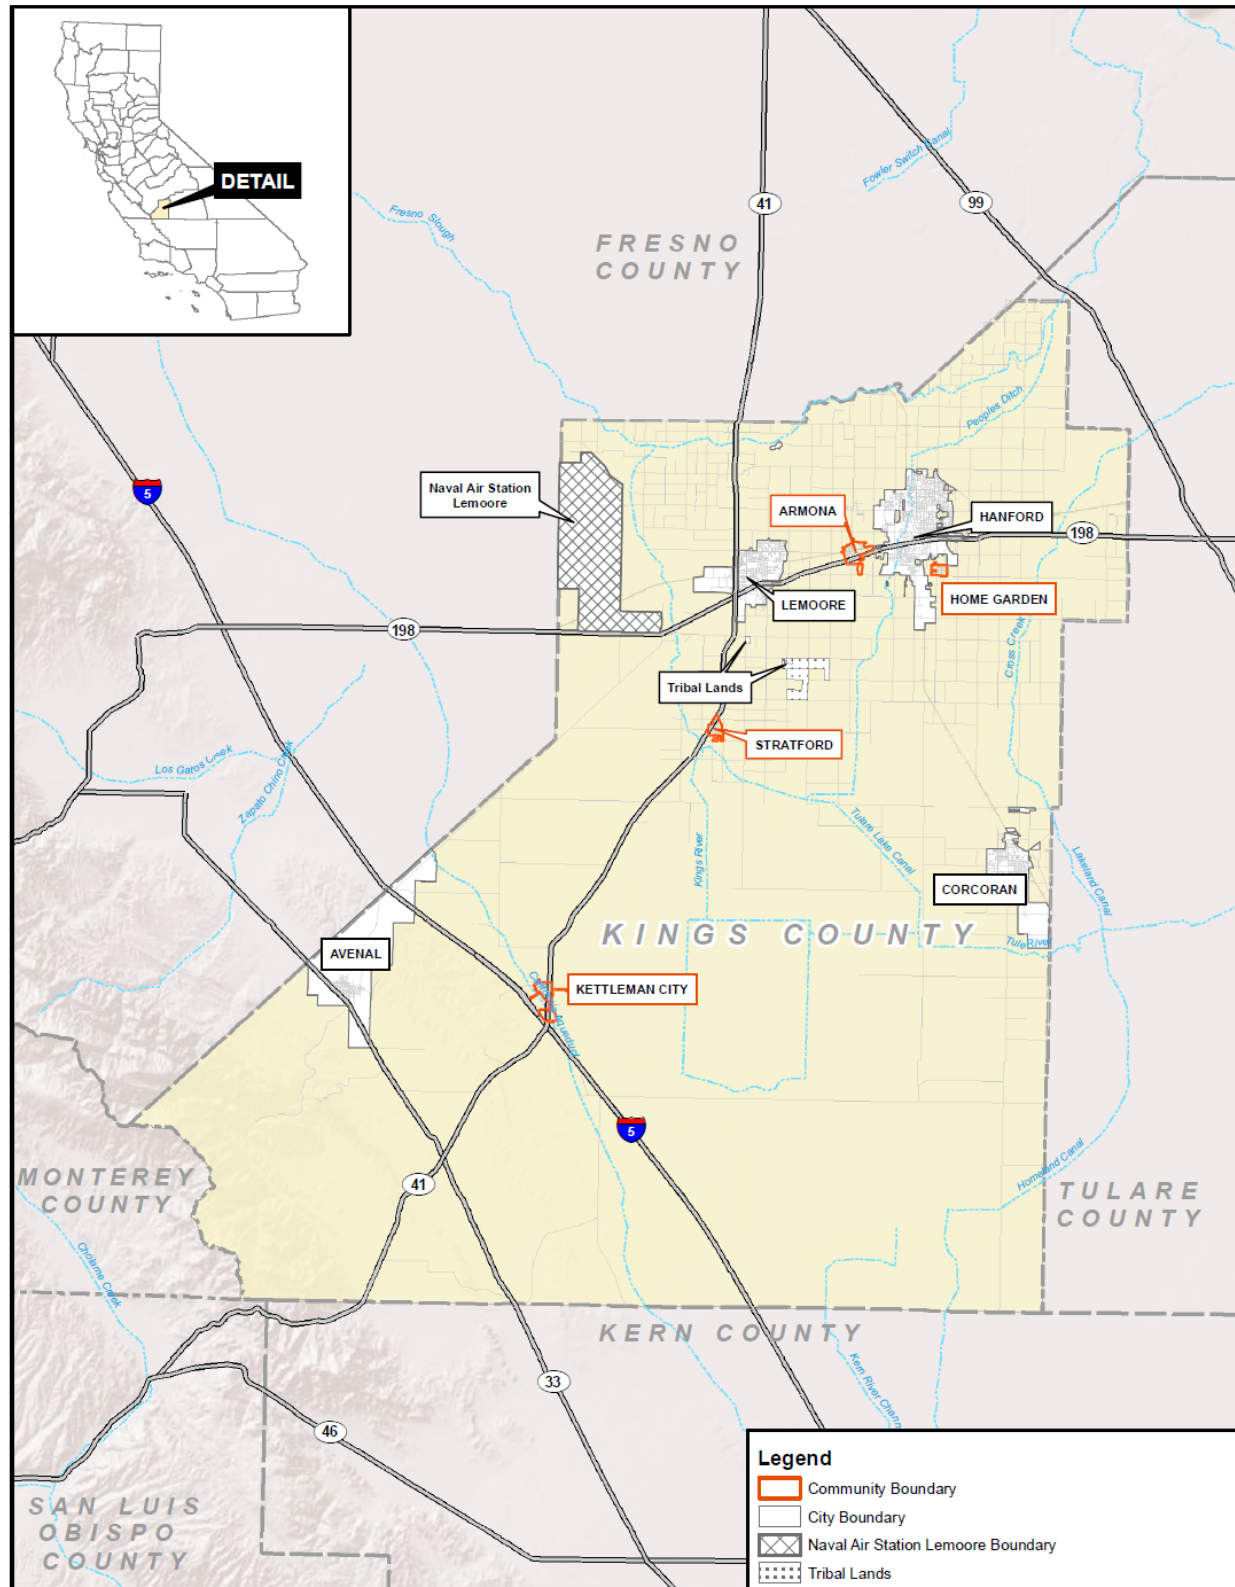 DETAIL
Fowler Switch Canal
41
99
Fresno Slough
FRESNO
COUNTY
Peoples Ditch
5
Naval Air Station
Lemoore
ARMONA
HANFORD
198
LEMOORE
HOME GARDEN
198
Cross Creek
Tribal Lands
STRATFORD
Los Gatos Creek
Zapato Chino Creek
Kings River
Tulare Lake Canal
Lakeland Canal
CORCORAN
KINGS COUNTY
Tule River
AVENAL
KETTLEMAN CITY
California Aqueduct
5
Homeland Canal
MONTEREY
COUNTY
41
TULARE
COUNTY
Cholame Creek
KERN COUNTY
Kern River Chann
33
46
SAN LUIS
OBISPO
COUNTY
Legend
Community Boundary
City Boundary
Naval Air Station Lemoore Boundary
Tribal Lands